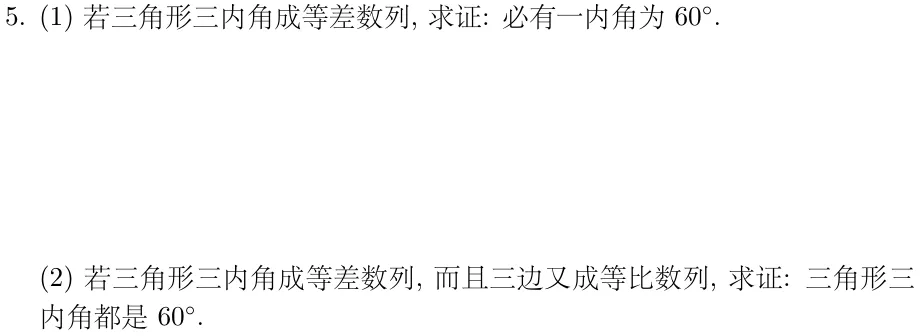 5. (1) 若三角形三内角成等差数列, 求证: 必有一内角为 60°.
(2) 若三角形三内角成等差数列, 而且三边又成等比数列, 求证: 三角形三
内角都是 60°.